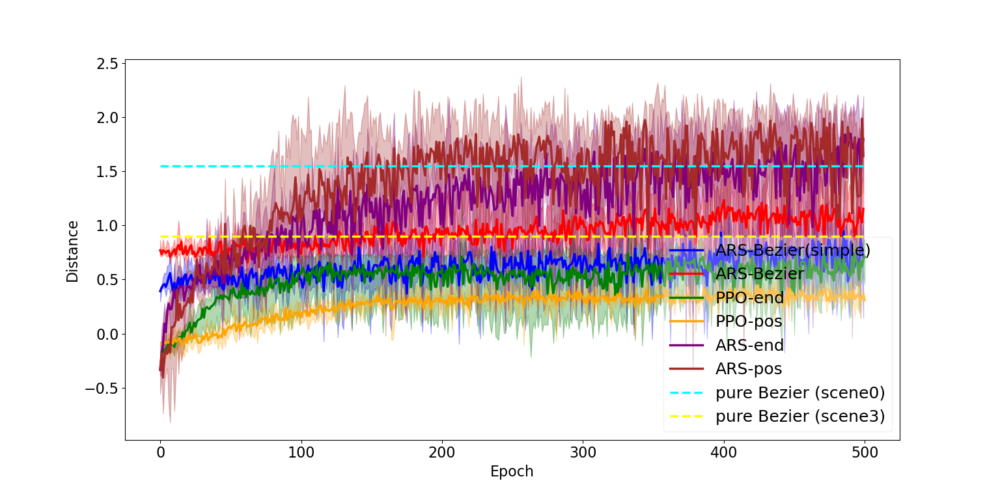 2.5
2.0
1.5
1.0
0.5
0.0
−0.5
Distance
0
100
200
300
400
500
Epoch
ARS-Bezier(simple)
ARS-Bezier
PPO-end
PPO-pos
ARS-end
ARS-pos
pure Bezier (scene0)
pure Bezier (scene3)